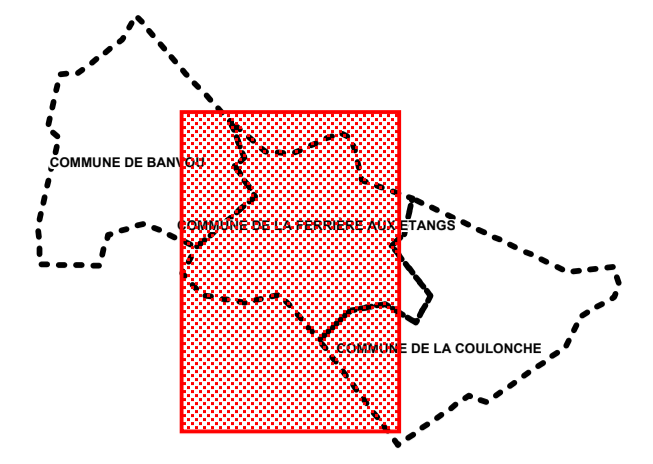 COMMUNE DE BANVOU
COMMUNE DE LA FERRIERE AUX ETANGS
COMMUNE DE LA COULONCHE